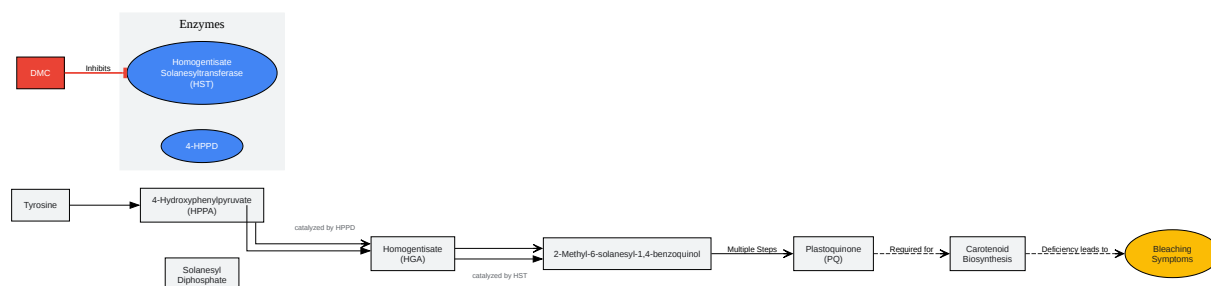 Enzymes
DMC
Inhibits
Homogentisate
Solanesyltransferase
(HST)
4-HPPD
Tyrosine
4-Hydroxyphenylpyruvate
(HPPA)
catalyzed by HPPD
Homogentisate
(HGA)
catalyzed by HST
2-Methyl-6-solanesyl-1,4-benzoquinol
Multiple Steps
Plastoquinone
(PQ)
Required for
Carotenoid
Biosynthesis
Deficiency leads to
Bleaching
Symptoms
Solanesyl
Diphosphate